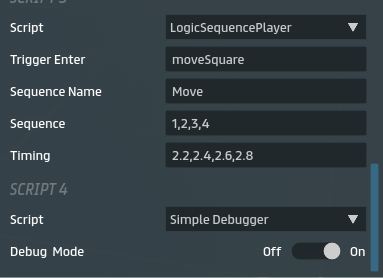 SCRIPT 3
Script LogicSequencePlayer
Trigger Enter moveSquare
Sequence Name Move
Sequence 1,2,3,4
Timing 2.2,2.4,2.6,2.8
SCRIPT 4
Script Simple Debugger
Debug Mode Off On